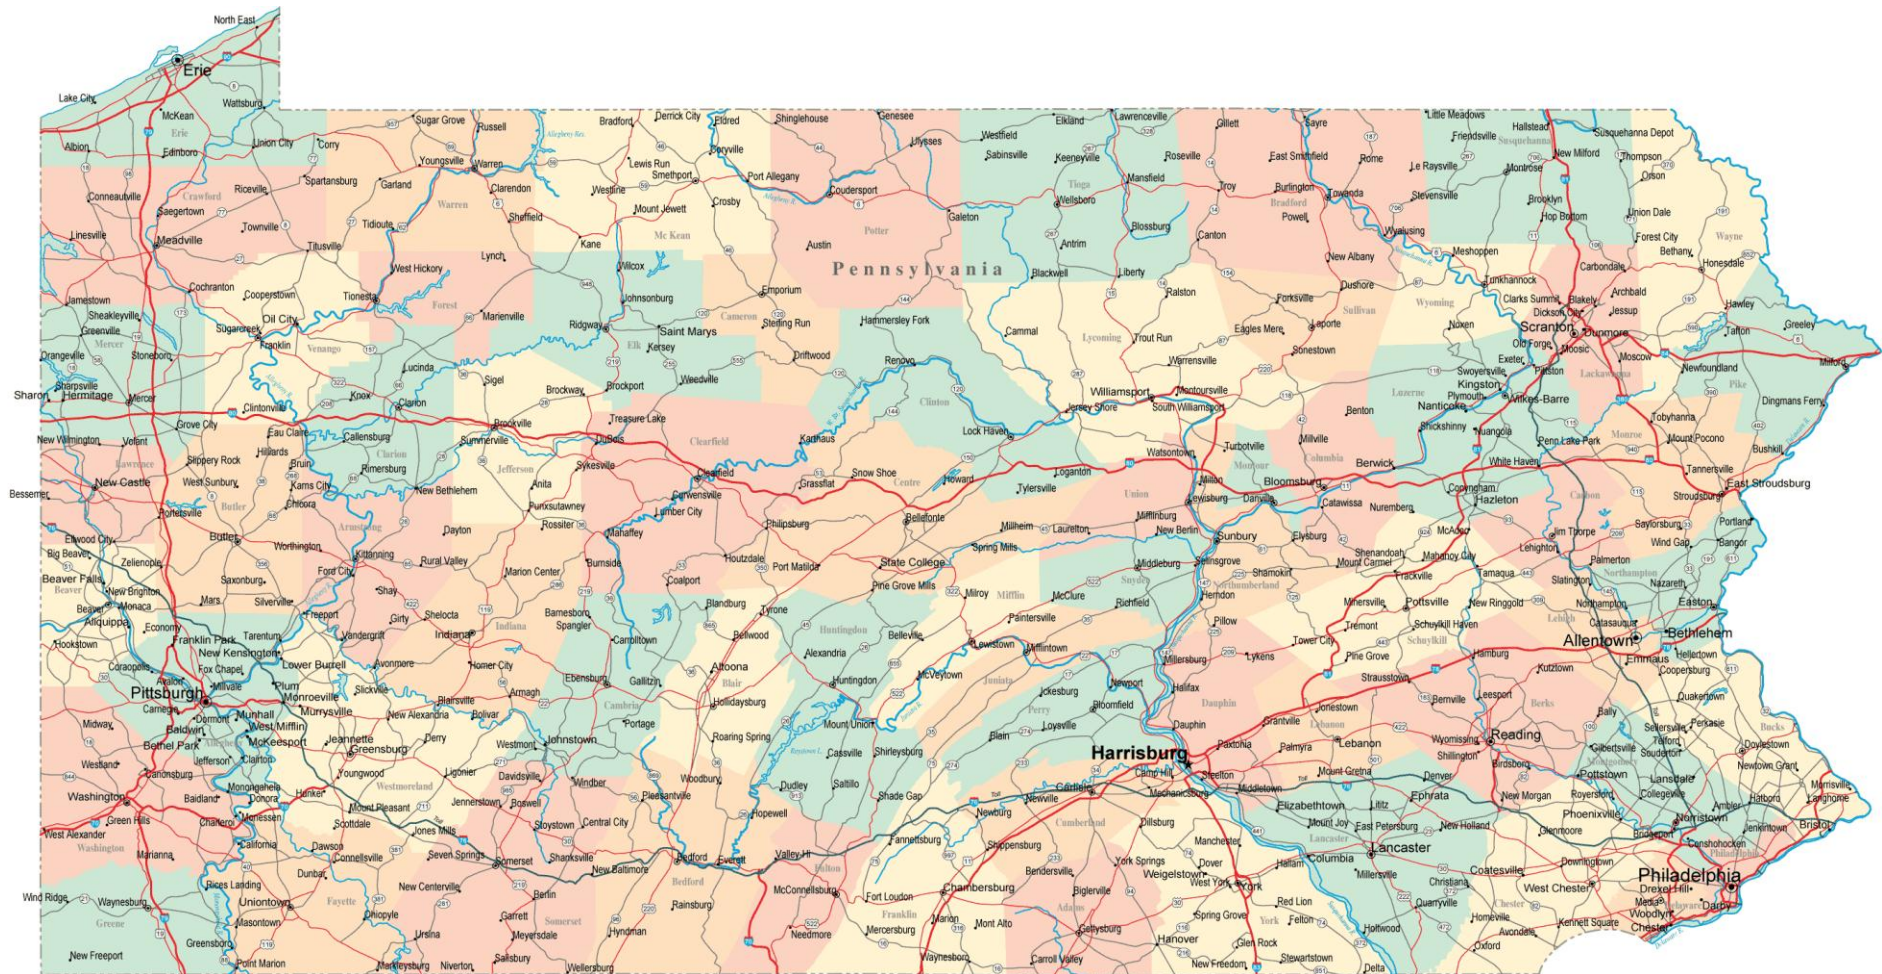 North East
Erie
Lake City
McKean
Wattsburg
Erie
Albion
Edinboro
Union City
Corry
Sugar Grove
Russell
Youngsville
Warren
Bradford
Derrick City
Eldred
Shinglehouse
Genesee
Allegheny Res.
Coryville
Ulysses
Lewis Run
Smethport
Port Allegany
Coudersport
Elkland
Lawrenceville
Westfield
Sabinsville
Keeneyville
Roseville
Gillett
Sayre
East Smithfield
Rome
Little Meadows
Friendsville
Hallstead
Susquehanna Depot
Susquehanna
Le Raysville
Montrose
New Milford
Thompson
Orson
Conneautville
Crawford
Riceville
Spartansburg
Garland
Clarendon
Warren
Westline
Mount Jewett
Crosby
Allegheny R.
Galeton
Tioga
Mansfield
Wellsboro
Troy
Burlington
Towanda
Bradford
Powell
Stevensville
Brooklyn
Hop Bottom
Union Dale
Saegertown
Townville
Tidioute
Sheffield
Linesville
Meadville
Titusville
Kane
Mc Kean
Potter
Austin
Antrim
Blossburg
Canton
Wyalusing
Forest City
Wayne
Bethany
Honesdale
Pennsylvania
West Hickory
Lynch
Wilcox
Blackwell
Liberty
New Albany
Meshoppen
Tunkhannock
Carbondale
Cochranton
Cooperstown
Tionesta
Forest
Johnsonburg
Emporium
Ralston
Forksville
Dushore
Wyoming
Clarks Summit
Blakely
Archbald
Dickson City
Jessup
Hawley
Jamestown
Sheakleyville
Greenville
Mercer
Sugarcreek
Oil City
Franklin
Venango
Marienville
Ridgway
Saint Marys
Kersey
Elk
Cameron
Sterling Run
Hammersley Fork
Cammal
Lycoming
Trout Run
Eagles Mere
Laporte
Sullivan
Noxen
Scranton
Dunmore
Old Forge
Moosic
Tafton
Greeley
Orangeville
Stoneboro
Driftwood
Renovo
Warrensville
Sonestown
Exeter
Pittston
Moscow
Milford
Sharpsville
Sharon
Hermitage
Mercer
Lucinda
Sigel
Knox
Clarion
Brockway
Brockport
Weedville
Clinton
Williamsport
Montoursville
South Williamsport
Jersey Shore
Luzerne
Swoyersville
Kingston
Plymouth
Wilkes-Barre
Nanticoke
Lackawanna
Newfoundland
Pike
Dingmans Ferry
Grove City
Clintonville
Allegheny R.
Brookville
Treasure Lake
Lock Haven
Benton
Shickshinny
Nuangola
Tobyhanna
Mount Pocono
Monroe
New Wilmington
Volant
Eau Claire
Callensburg
Summerville
DuBois
Clearfield
Karthaus
Watsontown
Turbotville
Millville
Montour
Columbia
Penn Lake Park
White Haven
Bushkill
Tannersville
Lawrence
Slippery Rock
Hilliards
Bruin
Rimersburg
Clarion
Jefferson
Sykesville
Clearfield
Snow Shoe
Grassflat
Centre
Howard
Loganton
Tylersville
Union
Milton
Lewisburg
Danville
Bloomsburg
Berwick
Conyngham
Hazleton
Carbon
Stroudsburg
East Stroudsburg
Bessemer
New Castle
West Sunbury
Karns City
New Bethlehem
Anita
Punxsutawney
Curwensville
Lumber City
Catawissa
Nuremberg
Portersville
Butler
Chicora
Armstrong
Dayton
Rossiter
Mahaffey
Philipsburg
Bellefonte
Millheim
Laurelton
Mifflinburg
New Berlin
Elysburg
McAdoo
Jim Thorpe
Saylorsburg
Portland
Ellwood City
Big Beaver
Zelienople
Butler
Worthington
Kittanning
Ford City
Rural Valley
Marion Center
Burnside
Houtzdale
Coalport
Port Matilda
State College
Spring Mills
Sunbury
Selinsgrove
Shamokin
Mount Carmel
Shenandoah
Mahanoy City
Frackville
Lehighton
Palmerton
Wind Gap
Bangor
Beaver Falls
New Brighton
Beaver
Beaver
Monaca
Aliquippa
Mars
Saxonburg
Silverville
Freeport
Shay
Shelocta
Girty
Indiana
Indiana
Barnesboro
Spangler
Blandburg
Tyrone
Pine Grove Mills
Milroy
Mifflin
McClure
Middleburg
Snyder
Richfield
Northumberland
Herndon
Pillow
Minersville
Pottsville
Tamaqua
New Ringgold
Slatington
Northampton
Northampton
Nazareth
Easton
Economy
Hookstown
Franklin Park
Tarentum
New Kensington
Vandergrift
Lower Burrell
Avonmore
Homer City
Carrolltown
Bellwood
Huntingdon
Belleville
Painterville
Lewistown
Mifflintown
Tower City
Tremont
Schuylkill Haven
Schuylkill
Lehigh
Catasauqua
Allentown
Bethlehem
Hellertown
Coraopolis
Fox Chapel
Avalon
Millvale
Pittsburgh
Plum
Monroeville
Murrysville
Slickville
Blairsville
Armagh
Ebensburg
Gallitzin
Altoona
Blair
Alexandria
Huntingdon
McVeytown
Juniata
Millersburg
Lykens
Pine Grove
Hamburg
Kutztown
Emmaus
Coopersburg
Carnegie
Dormont
Munhall
West Mifflin
Baldwin
McKeesport
Bethel Park
Allegheny
Jefferson
Clairton
Midway
Jeannette
Greensburg
New Alexandria
Derry
Bolivar
Cambria
Portage
Hollidaysburg
Mount Union
Juniata R.
Ickesburg
Newport
Perry
Bloomfield
Loysville
Blain
Halifax
Dauphin
Dauphin
Strausstown
Bernville
Leesport
Jonestown
Grantville
Lebanon
Berks
Bally
Quakertown
Sellersville
Perkasie
Bucks
Westland
Canonsburg
Youngwood
Ligonier
Westmont
Johnstown
Roaring Spring
Raystown L.
Cassville
Shirleysburg
Harrisburg
Paxtonia
Palmyra
Lebanon
Wyomissing
Reading
Shillington
Gilbertsville
Telford
Souderton
Doylestown
Montgomery
Monongahela
Donora
Hunker
Westmoreland
Mount Pleasant
Davidsville
Windber
Woodbury
Saltillo
Dudley
Camp Hill
Steelton
Mount Gretna
Birdsboro
Pottstown
Lansdale
Newtown Grant
Washington
Baidland
Charleroi
Monessen
Scottdale
Jennerstown
Boswell
Pleasantville
Hopewell
Shade Gap
Toll
Newville
Carlisle
Mechanicsburg
Middletown
Toll
Denver
Ephrata
New Morgan
Royersford
Collegeville
Morrisville
Langhorne
Green Hills
West Alexander
Toll
Jones Mills
Stoystown
Central City
Newburg
Elizabethtown
Lititz
Phoenixville
Ambler
Hatboro
Norristown
Bridgeport
Jenkintown
Bristol
Washington
Marianna
California
Dawson
Connellsville
Seven Springs
Somerset
Shanksville
New Baltimore
Bedford
Everett
Valley-Hi
Fannettsburg
Cumberland
Shippensburg
Dillsburg
Manchester
Mount Joy
East Petersburg
Lancaster
New Holland
Glenmoore
Conshohocken
Philadelphia
Wind Ridge
Waynesburg
Rices Landing
Dunbar
Uniontown
New Centerville
Berlin
Bedford
McConnellsburg
Fulton
Fort Loudon
Chambersburg
Bendersville
York Springs
Dover
Weigelstown
West York
York
Hallam
Columbia
Lancaster
Millersville
Christiana
Coatesville
Downingtown
West Chester
Philadelphia
Drexel Hill
Media
Darby
Delaware
Greene
Masontown
Fayette
Ohiopyle
Garrett
Somerset
Rainsburg
Biglerville
Franklin
Marion
Mont Alto
Adams
Spring Grove
Red Lion
Felton
York
Quarryville
Homeville
Chester
Kennett Square
Woodlyn
Chester
Greensboro
Ursina
Meyersdale
Hyndman
Needmore
Mercersburg
Gettysburg
Hanover
Glen Rock
Holtwood
Avondale
Oxford
New Freeport
Point Marion
Markleysburg
Niverton
Salisbury
Wellersburg
Waynesboro
Carroll Valley
New Freedom
Stewartstown
Delta